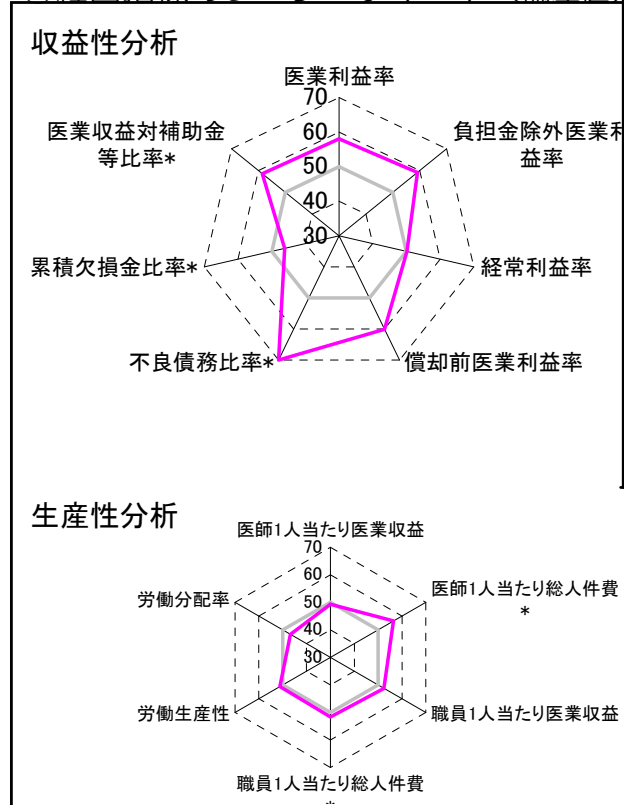 収益性分析
医業利益率
70
60
50
40
30
医業収益対補助金
等比率*
負担金除外医業利
益率
累積欠損金比率*
経常利益率
不良債務比率*
償却前医業利益率
生産性分析
医師1人当たり医業収益
70
60
50
40
30
労働分配率
医師1人当たり総人件費
*
労働生産性
職員1人当たり医業収益
職員1人当たり総人件費
*